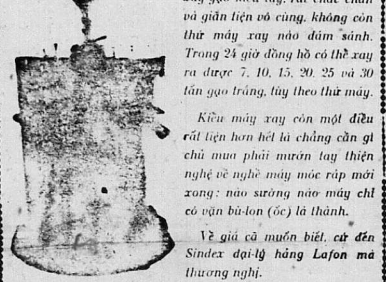 và giản tiện vô cùng, không còn
thứ máy xay nào dám sánh.
Trong 24 giờ đồng hồ có thể xay
ra được 7, 10, 15, 20, 25 và 30
tấn gạo trắng, tùy theo thứ máy.
Kiểu máy xay còn một điều
rất tiện hơn hết là chẳng cần gì
chủ mua phải mướn tay thiện
nghệ về nghề máy móc ráp mới
xong: nào sường nào máy chỉ
có vặn bù-lon (ốc) là thành.
Về giá cả muốn biết, cứ đến
Sindex đại-lý hảng Lafon mà
thương nghị.